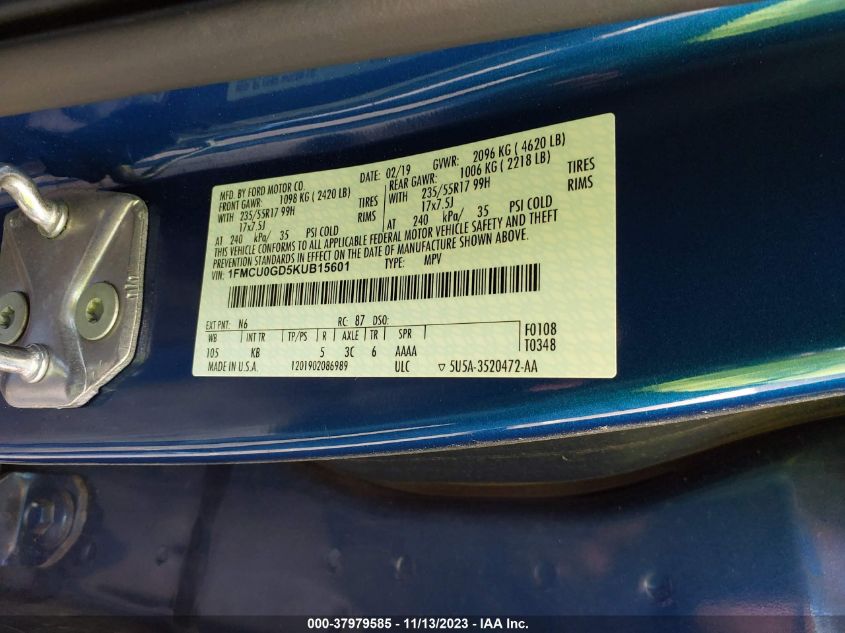 MFD. BY FORD MOTOR CO.
DATE: 02/19 GVWR: 2096 KG ( 4620 LB)
FRONT GAWR: 1098 KG ( 2420 LB)
REAR GAWR: 1006 KG ( 2218 LB)
WITH 235/55R17 99H TIRES
WITH 235/55R17 99H TIRES
17x7.5J RIMS
17x7.5J RIMS
AT 240 kPa/ 35 PSI COLD
AT 240 kPa/ 35 PSI COLD
THIS VEHICLE CONFORMS TO ALL APPLICABLE FEDERAL MOTOR VEHICLE SAFETY AND THEFT
PREVENTION STANDARDS IN EFFECT ON THE DATE OF MANUFACTURE SHOWN ABOVE.
VIN: 1FMCU0GD5KUB15601 TYPE: MPV
EXT PNT: N6 RC: 87 DSO:
F0108
WB INT TR TP/PS R AXLE TR SPR
T0348
105 KB 5 3C 6 AAAA
MADE IN U.S.A. 1201902086989 ULC ▽ 5U5A-3520472-AA
000-37979585 - 11/13/2023 - IAA Inc.